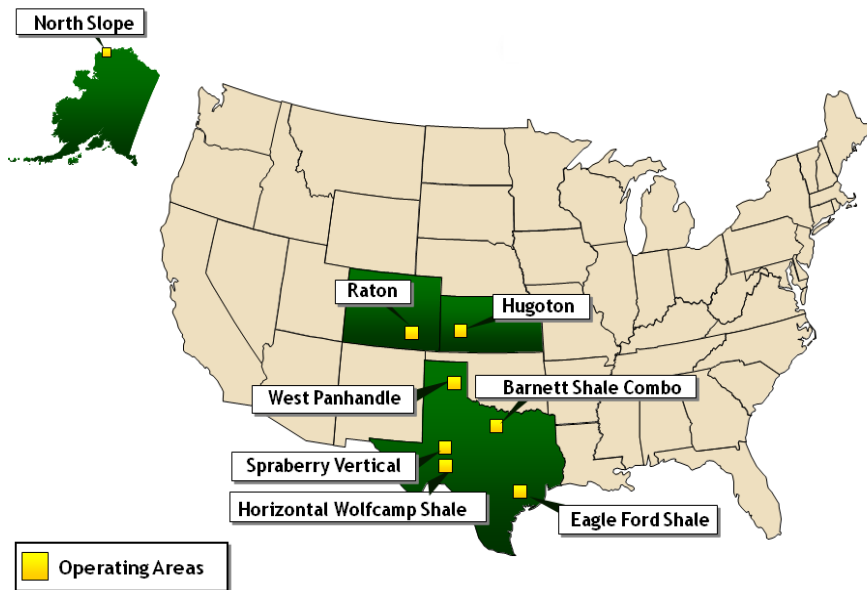 North Slope
Raton
Hugoton
West Panhandle
Barnett Shale Combo
Spraberry Vertical
Horizontal Wolfcamp Shale
Eagle Ford Shale
Operating Areas